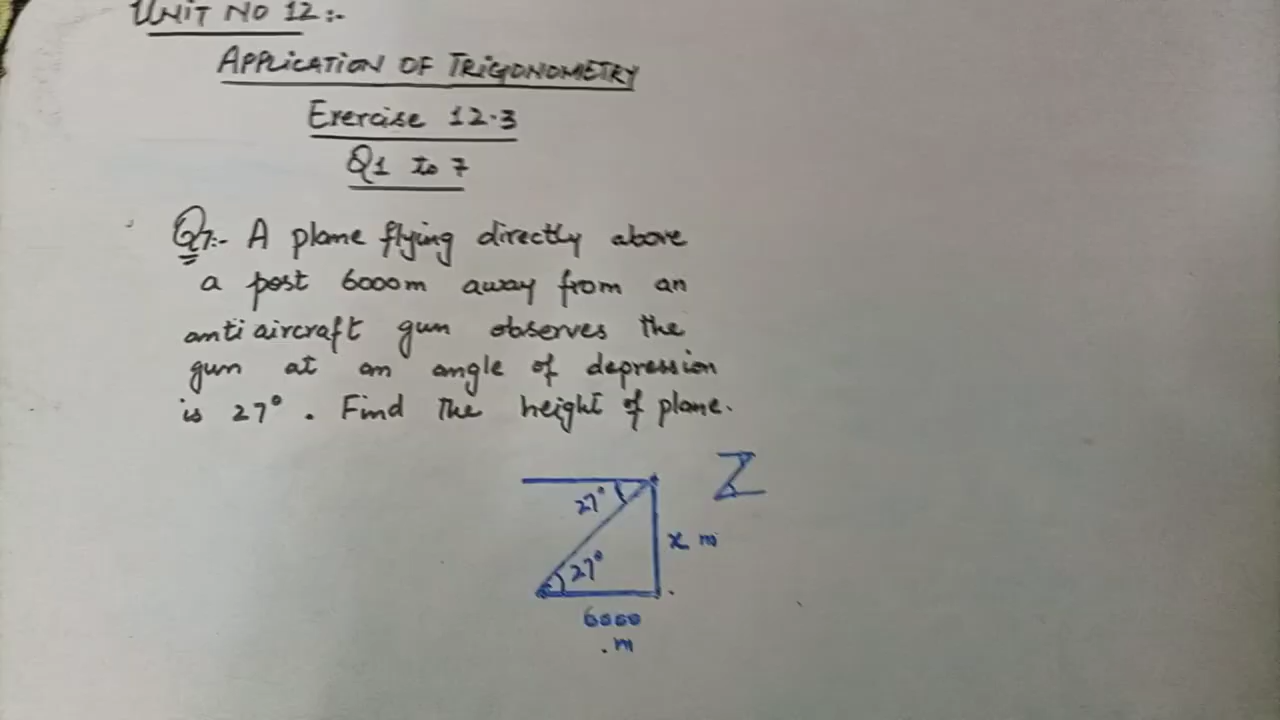 UNIT NO 12:-
APPLICATION OF TRIGONOMETRY
Exercise 12.3
Q1 to 7
Q7:- A plane flying directly above
a post 6000m away from an
anti aircraft gun observes the
gun at an angle of depression
is 27° . Find the height of plane.
Z
27°
x m
27°
6000
.m